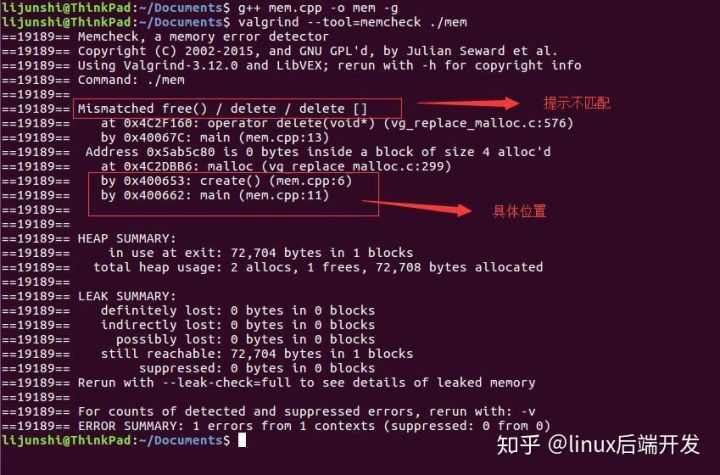 lijunshi@ThinkPad:~/Documents$ g++ mem.cpp -o mem -g
lijunshi@ThinkPad:~/Documents$ valgrind --tool=memcheck ./mem
==19189== Memcheck, a memory error detector
==19189== Copyright (C) 2002-2015, and GNU GPL'd, by Julian Seward et al.
==19189== Using Valgrind-3.12.0 and LibVEX; rerun with -h for copyright info
==19189== Command: ./mem
==19189==
==19189== Mismatched free() / delete / delete [] 提示不匹配
==19189==    at 0x4C2F160: operator delete(void*) (vg_replace_malloc.c:576)
==19189==    by 0x40067C: main (mem.cpp:13)
==19189==  Address 0x5ab5c80 is 0 bytes inside a block of size 4 alloc'd
==19189==    at 0x4C2DBB6: malloc (vg_replace_malloc.c:299)
==19189==    by 0x400653: create() (mem.cpp:6)
==19189==    by 0x400662: main (mem.cpp:11)
具体位置
==19189==
==19189==
==19189== HEAP SUMMARY:
==19189==     in use at exit: 72,704 bytes in 1 blocks
==19189==   total heap usage: 2 allocs, 1 frees, 72,708 bytes allocated
==19189==
==19189== LEAK SUMMARY:
==19189==    definitely lost: 0 bytes in 0 blocks
==19189==    indirectly lost: 0 bytes in 0 blocks
==19189==      possibly lost: 0 bytes in 0 blocks
==19189==    still reachable: 72,704 bytes in 1 blocks
==19189==         suppressed: 0 bytes in 0 blocks
==19189== Rerun with --leak-check=full to see details of leaked memory
==19189==
==19189== For counts of detected and suppressed errors, rerun with: -v
==19189== ERROR SUMMARY: 1 errors from 1 contexts (suppressed: 0 from 0)
lijunshi@ThinkPad:~/Documents$
知乎 @linux后端开发